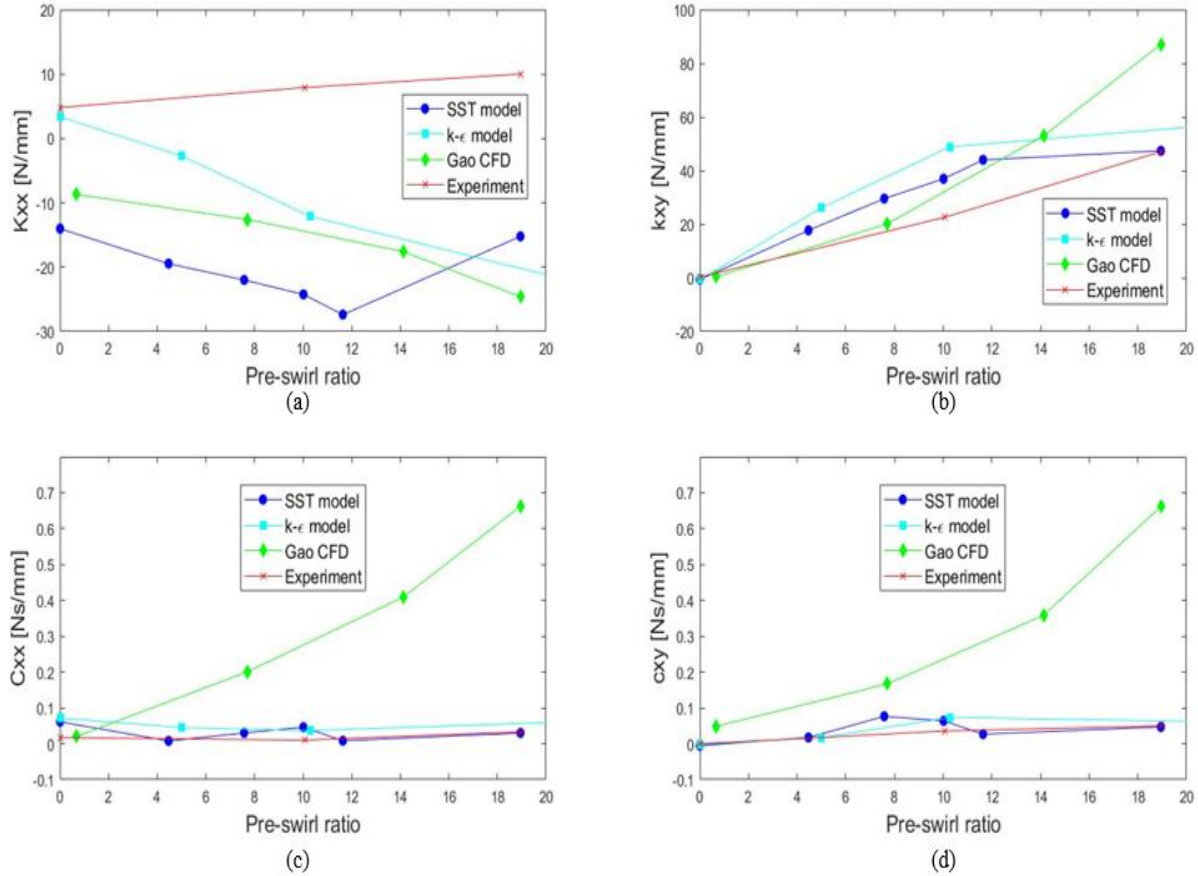 20
10
0
-10
-20
-30
Kxx [N/mm]
SST model
k-ϵ model
Gao CFD
Experiment
0 2 4 6 8 10 12 14 16 18 20
Pre-swirl ratio
(a)
100
80
60
40
20
0
-20
kxy [N/mm]
SST model
k-ϵ model
Gao CFD
Experiment
0 2 4 6 8 10 12 14 16 18 20
Pre-swirl ratio
(b)
0.7
0.6
0.5
0.4
0.3
0.2
0.1
0
-0.1
Cxx [Ns/mm]
SST model
k-ϵ model
Gao CFD
Experiment
0 2 4 6 8 10 12 14 16 18 20
Pre-swirl ratio
(c)
0.7
0.6
0.5
0.4
0.3
0.2
0.1
0
-0.1
cxy [Ns/mm]
SST model
k-ϵ model
Gao CFD
Experiment
0 2 4 6 8 10 12 14 16 18 20
Pre-swirl ratio
(d)